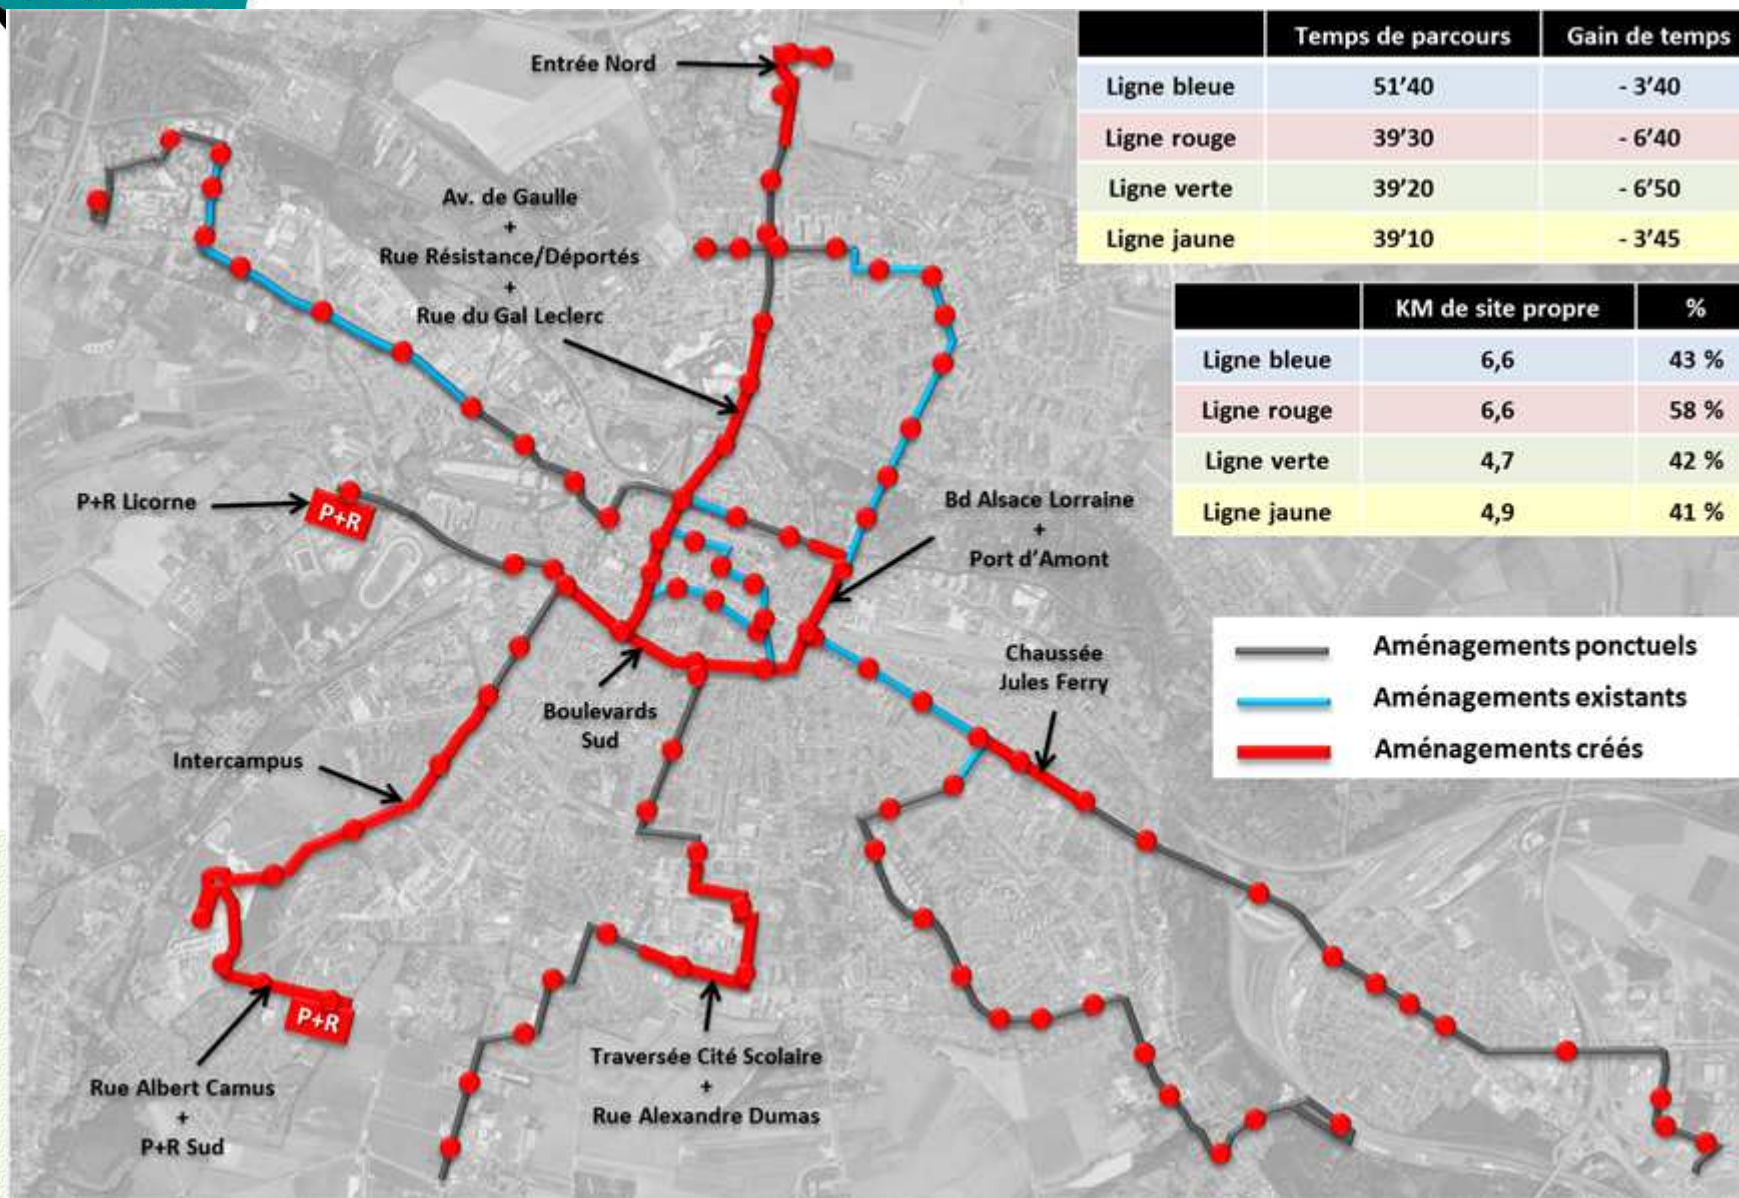 Entrée Nord
Av. de Gaulle
+
Rue Résistance/Déportés
+
Rue du Gal Leclerc
P+R Licorne
P+R
Bd Alsace Lorraine
+
Port d'Amont
Chaussée
Jules Ferry
Boulevards
Sud
Intercampus
P+R
Rue Albert Camus
+
P+R Sud
Traversée Cité Scolaire
+
Rue Alexandre Dumas
Temps de parcours Gain de temps
Ligne bleue 51'40 - 3'40
Ligne rouge 39'30 - 6'40
Ligne verte 39'20 - 6'50
Ligne jaune 39'10 - 3'45
KM de site propre %
Ligne bleue 6,6 43 %
Ligne rouge 6,6 58 %
Ligne verte 4,7 42 %
Ligne jaune 4,9 41 %
Aménagements ponctuels
Aménagements existants
Aménagements créés